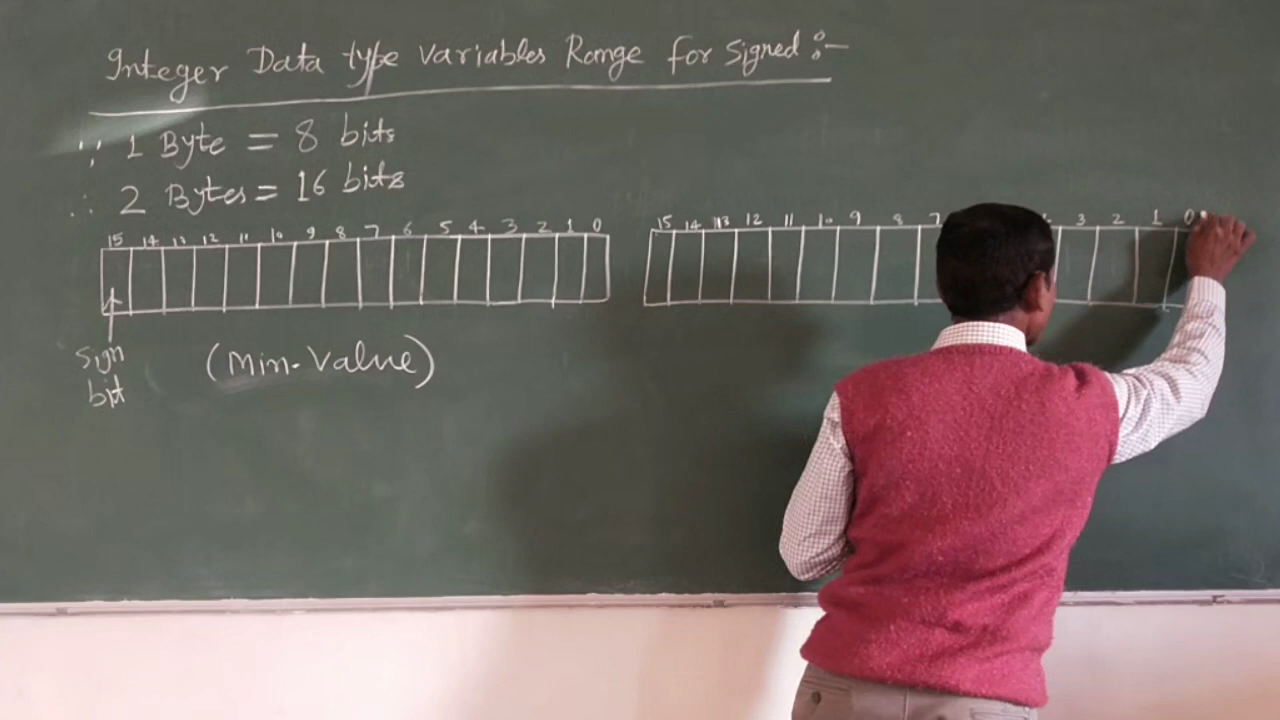 Integer Data type Variables Range for Signed :-
∵ 1 Byte = 8 bits
∴ 2 Bytes = 16 bits
15 14 13 12 11 10 9 8 7 6 5 4 3 2 1 0
15 14 13 12 11 10 9 8 7 3 2 1 0
Sign
bit
(Min. Value)